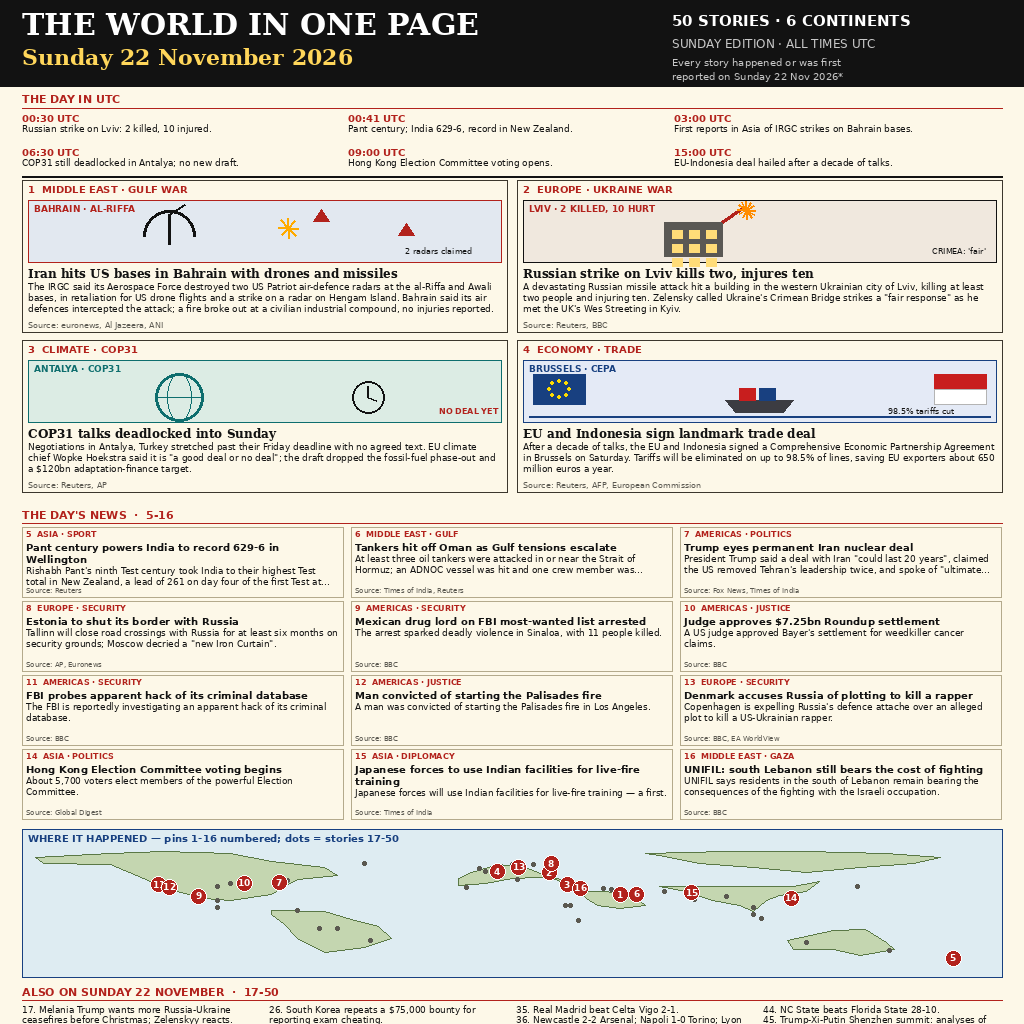 THE WORLD IN ONE PAGE
Sunday 22 November 2026
50 STORIES · 6 CONTINENTS
SUNDAY EDITION · ALL TIMES UTC
Every story happened or was first
reported on Sunday 22 Nov 2026*
THE DAY IN UTC
00:30 UTC
Russian strike on Lviv: 2 killed, 10 injured.
00:41 UTC
Pant century; India 629-6, record in New Zealand.
03:00 UTC
First reports in Asia of IRGC strikes on Bahrain bases.
06:30 UTC
COP31 still deadlocked in Antalya; no new draft.
09:00 UTC
Hong Kong Election Committee voting opens.
15:00 UTC
EU-Indonesia deal hailed after a decade of talks.
1 MIDDLE EAST · GULF WAR
BAHRAIN · AL-RIFFA
2 radars claimed
Iran hits US bases in Bahrain with drones and missiles
The IRGC said its Aerospace Force destroyed two US Patriot air-defence radars at the al-Riffa and Awali
bases, in retaliation for US drone flights and a strike on a radar on Hengam Island. Bahrain said its air
defences intercepted the attack; a fire broke out at a civilian industrial compound, no injuries reported.
Source: euronews, Al Jazeera, ANI
2 EUROPE · UKRAINE WAR
LVIV · 2 KILLED, 10 HURT
CRIMEA: 'fair'
Russian strike on Lviv kills two, injures ten
A devastating Russian missile attack hit a building in the western Ukrainian city of Lviv, killing at least
two people and injuring ten. Zelensky called Ukraine's Crimean Bridge strikes a "fair response" as he
met the UK's Wes Streeting in Kyiv.
Source: Reuters, BBC
3 CLIMATE · COP31
ANTALYA · COP31
NO DEAL YET
COP31 talks deadlocked into Sunday
Negotiations in Antalya, Turkey stretched past their Friday deadline with no agreed text. EU climate
chief Wopke Hoekstra said it is "a good deal or no deal"; the draft dropped the fossil-fuel phase-out and
a $120bn adaptation-finance target.
Source: Reuters, AP
4 ECONOMY · TRADE
BRUSSELS · CEPA
98.5% tariffs cut
EU and Indonesia sign landmark trade deal
After a decade of talks, the EU and Indonesia signed a Comprehensive Economic Partnership Agreement
in Brussels on Saturday. Tariffs will be eliminated on up to 98.5% of lines, saving EU exporters about 650
million euros a year.
Source: Reuters, AFP, European Commission
THE DAY'S NEWS · 5-16
5 ASIA · SPORT
Pant century powers India to record 629-6 in
Wellington
Rishabh Pant's ninth Test century took India to their highest Test
total in New Zealand, a lead of 261 on day four of the first Test at...
Source: Reuters
6 MIDDLE EAST · GULF
Tankers hit off Oman as Gulf tensions escalate
At least three oil tankers were attacked in or near the Strait of
Hormuz; an ADNOC vessel was hit and one crew member was...
Source: Times of India, Reuters
7 AMERICAS · POLITICS
Trump eyes permanent Iran nuclear deal
President Trump said a deal with Iran "could last 20 years", claimed
the US removed Tehran's leadership twice, and spoke of "ultimate...
Source: Fox News, Times of India
8 EUROPE · SECURITY
Estonia to shut its border with Russia
Tallinn will close road crossings with Russia for at least six months on
security grounds; Moscow decried a "new Iron Curtain".
Source: AP, Euronews
9 AMERICAS · SECURITY
Mexican drug lord on FBI most-wanted list arrested
The arrest sparked deadly violence in Sinaloa, with 11 people killed.
Source: BBC
10 AMERICAS · JUSTICE
Judge approves $7.25bn Roundup settlement
A US judge approved Bayer's settlement for weedkiller cancer
claims.
Source: BBC
11 AMERICAS · SECURITY
FBI probes apparent hack of its criminal database
The FBI is reportedly investigating an apparent hack of its criminal
database.
Source: BBC
12 AMERICAS · JUSTICE
Man convicted of starting the Palisades fire
A man was convicted of starting the Palisades fire in Los Angeles.
Source: BBC
13 EUROPE · SECURITY
Denmark accuses Russia of plotting to kill a rapper
Copenhagen is expelling Russia's defence attache over an alleged
plot to kill a US-Ukrainian rapper.
Source: BBC, EA WorldView
14 ASIA · POLITICS
Hong Kong Election Committee voting begins
About 5,700 voters elect members of the powerful Election
Committee.
Source: Global Digest
15 ASIA · DIPLOMACY
Japanese forces to use Indian facilities for live-fire
training
Japanese forces will use Indian facilities for live-fire training — a first.
Source: Times of India
16 MIDDLE EAST · GAZA
UNIFIL: south Lebanon still bears the cost of fighting
UNIFIL says residents in the south of Lebanon remain bearing the
consequences of the fighting with the Israeli occupation.
Source: BBC
WHERE IT HAPPENED — pins 1-16 numbered; dots = stories 17-50
8
13
4
3
16
12
9
10
7
1
6
15
14
5
ALSO ON SUNDAY 22 NOVEMBER · 17-50
17. Melania Trump wants more Russia-Ukraine
ceasefires before Christmas; Zelenskyy reacts.
26. South Korea repeats a $75,000 bounty for
reporting exam cheating.
35. Real Madrid beat Celta Vigo 2-1.
36. Newcastle 2-2 Arsenal; Napoli 1-0 Torino; Lyon
44. NC State beats Florida State 28-10.
45. Trump-Xi-Putin Shenzhen summit: analyses of